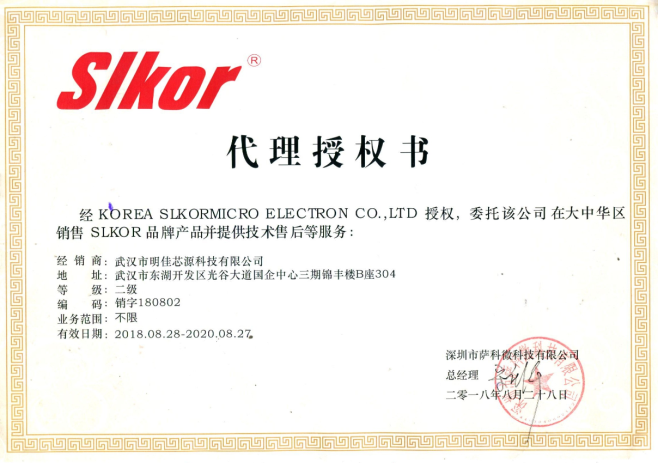 Slkor®
代理授权书
经 KOREA SLKORMICRO ELECTRON CO.,LTD 授权，委托该公司在大中华区
销售 SLKOR 品牌产品并提供技术售后等服务：
经销商：武汉市明佳芯源科技有限公司
地址：武汉市东湖开发区光谷大道国企中心三期锦丰楼B座304
等级：二级
编码：销字180802
业务范围：不限
有效日期：2018.08.28-2020.08.27
深圳市萨科微科技有限公司
总经理
二零一八年八月二十八日